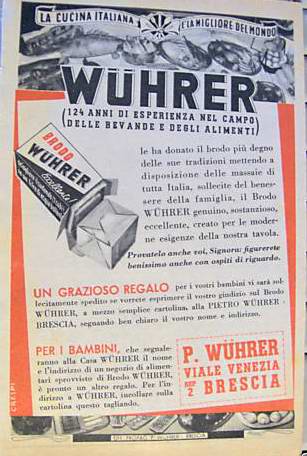 LA CUCINA ITALIANA È LA MIGLIORE DEL MONDO
WÜHRER
(124 ANNI DI ESPERIENZA NEL CAMPO
DELLE BEVANDE E DEGLI ALIMENTI)
BRODO
WUHRER
le ha donato il brodo più degno
delle sue tradizioni mettendo a
disposizione delle massaie di
tutta Italia, sollecite del benes-
sere della famiglia, il Brodo
WÜHRER genuino, sostanzioso,
eccellente, creato per le moder-
ne esigenze della nostra tavola.
Provatelo anche voi, Signora: figurerete
benissimo anche con ospiti di riguardo.
UN GRAZIOSO REGALO per i vostri bambini vi sarà sol-
lecitamente spedito se vorrete esprimere il vostro giudizio sul Brodo
WÜHRER, a mezzo semplice cartolina, alla PIETRO WÜHRER -
BRESCIA, segnando ben chiaro il vostro nome e indirizzo.
PER I BAMBINI, che segnale-
ranno alla Casa WÜHRER il nome
e l'indirizzo di un negozio di alimen-
tari sprovvisto di Brodo WÜHRER,
è pronto un altro regalo. Per l'in-
dirizzo a WÜHRER, incollare sulla
cartolina questo tagliando.
P. WÜHRER
VIALE VENEZIA
REP. 2 BRESCIA
CRESPI
P. WÜHRER - BRESCIA